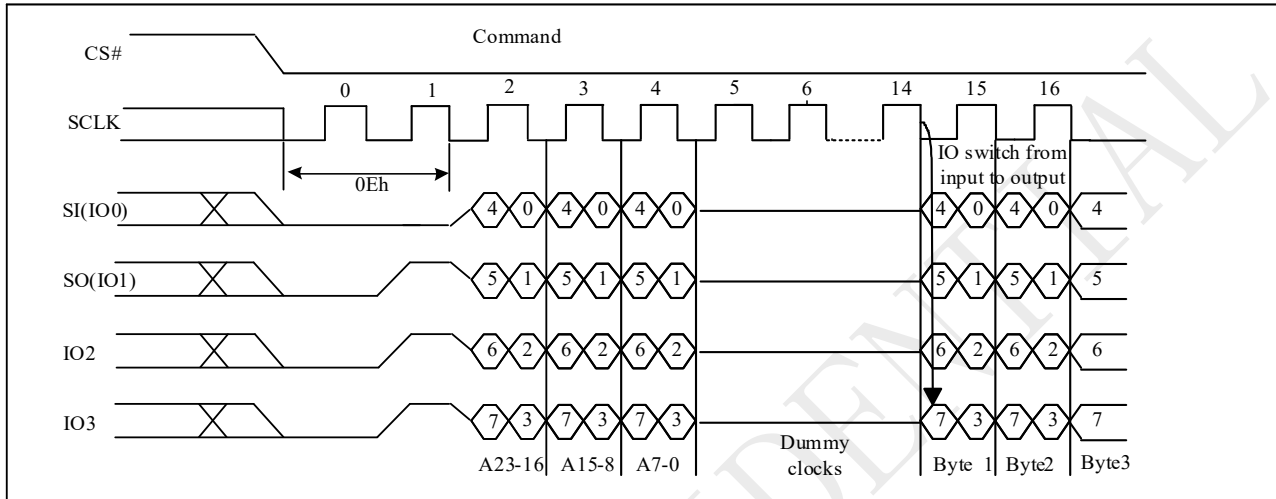 Command
CS#
0 1 2 3 4 5 6 14 15 16
SCLK
IO switch from
input to output
0Eh
SI(IO0) 4 0 4 0 4 0 4 0 4 0 4
SO(IO1) 5 1 5 1 5 1 5 1 5 1 5
IO2 6 2 6 2 6 2 6 2 6 2 6
IO3 7 3 7 3 7 3 7 3 7 3 7
Dummy
clocks
A23-16 A15-8 A7-0 Byte 1 Byte2 Byte3